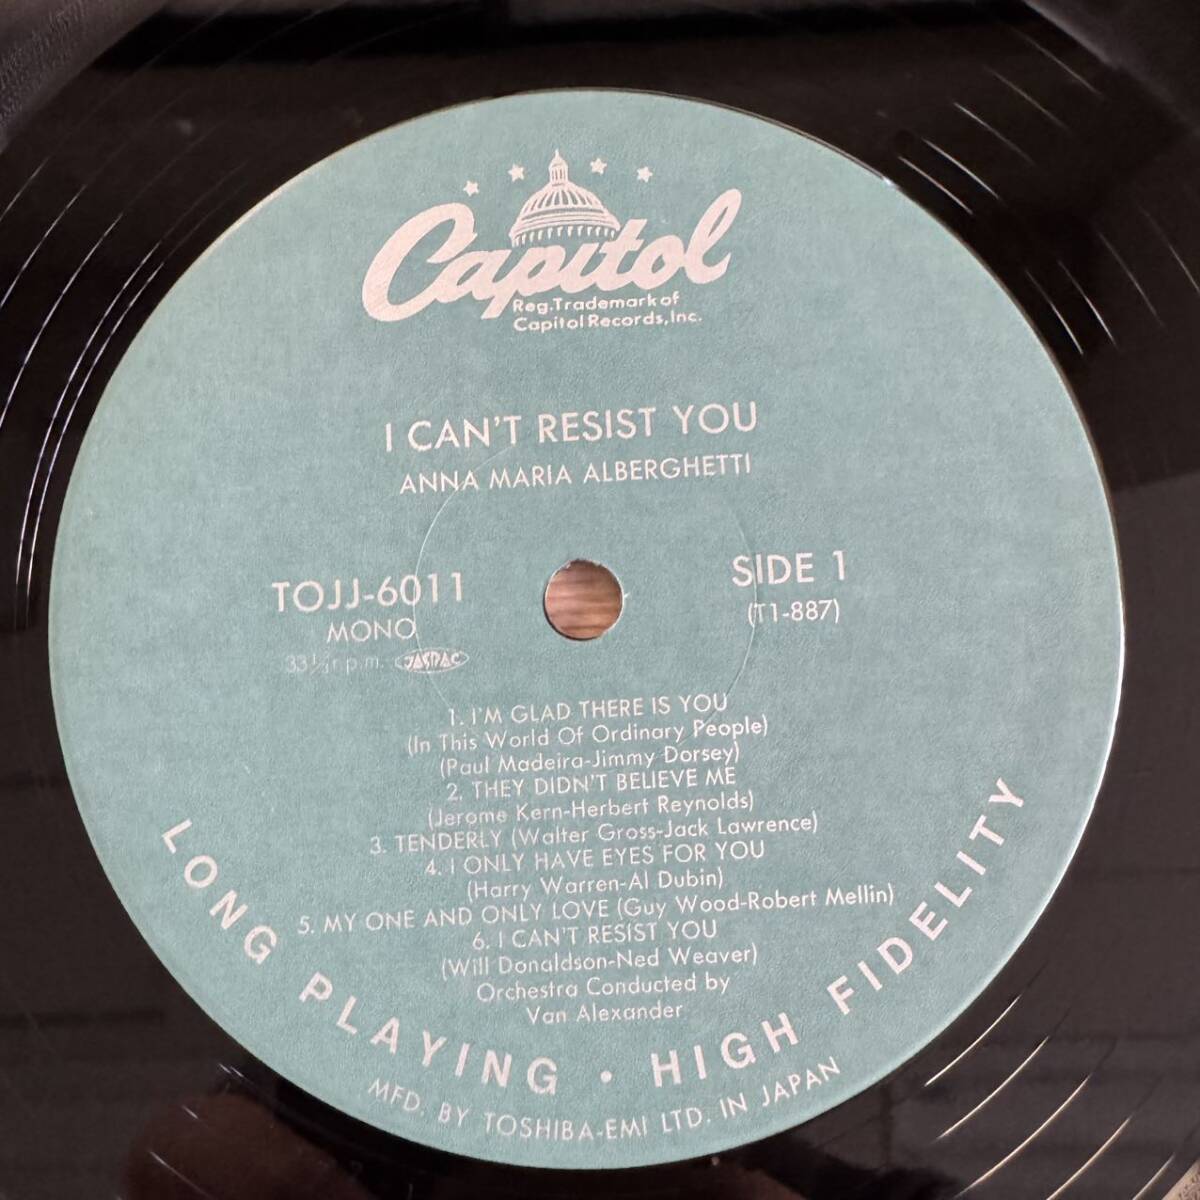 Capitol
Reg.Trademark of
Capitol Records,Inc.
I CAN'T RESIST YOU
ANNA MARIA ALBERGHETTI
TOJJ-6011
MONO
33⅓r.p.m. JASRAC
SIDE 1
(T1-887)
1. I'M GLAD THERE IS YOU
(In This World Of Ordinary People)
(Paul Madeira-Jimmy Dorsey)
2. THEY DIDN'T BELIEVE ME
(Jerome Kern-Herbert Reynolds)
3. TENDERLY (Walter Gross-Jack Lawrence)
4. I ONLY HAVE EYES FOR YOU
(Harry Warren-Al Dubin)
5. MY ONE AND ONLY LOVE (Guy Wood-Robert Mellin)
6. I CAN'T RESIST YOU
(Will Donaldson-Ned Weaver)
Orchestra Conducted by
Van Alexander
LONG PLAYING • HIGH FIDELITY
MFD. BY TOSHIBA-EMI LTD. IN JAPAN